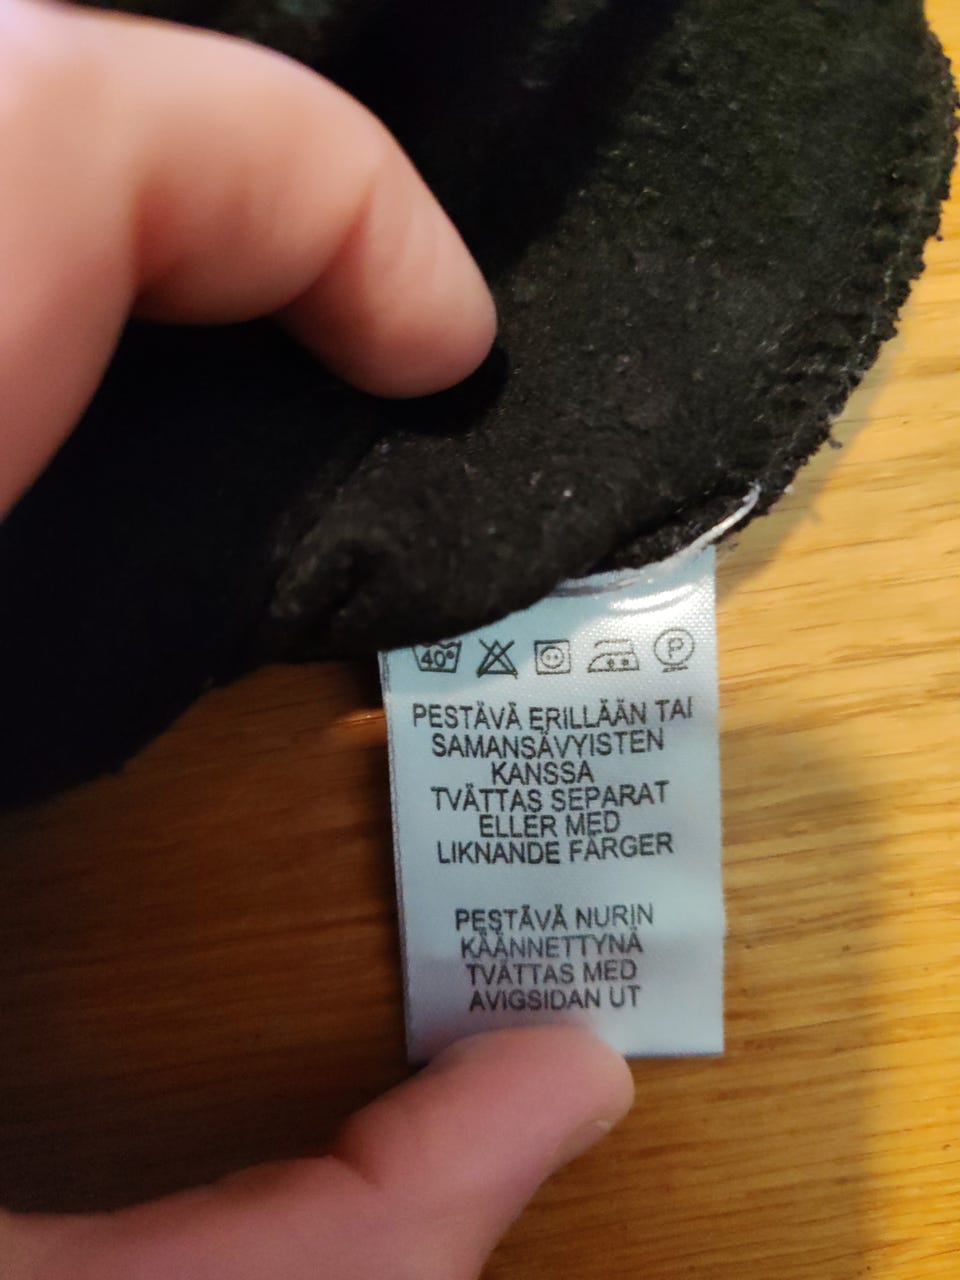 40°
P
PESTÄVÄ ERILLÄÄN TAI
SAMANSÄVYISTEN
KANSSA
TVÄTTAS SEPARAT
ELLER MED
LIKNANDE FÄRGER
PESTÄVÄ NURIN
KÄÄNNETTYNÄ
TVÄTTAS MED
AVIGSIDAN UT